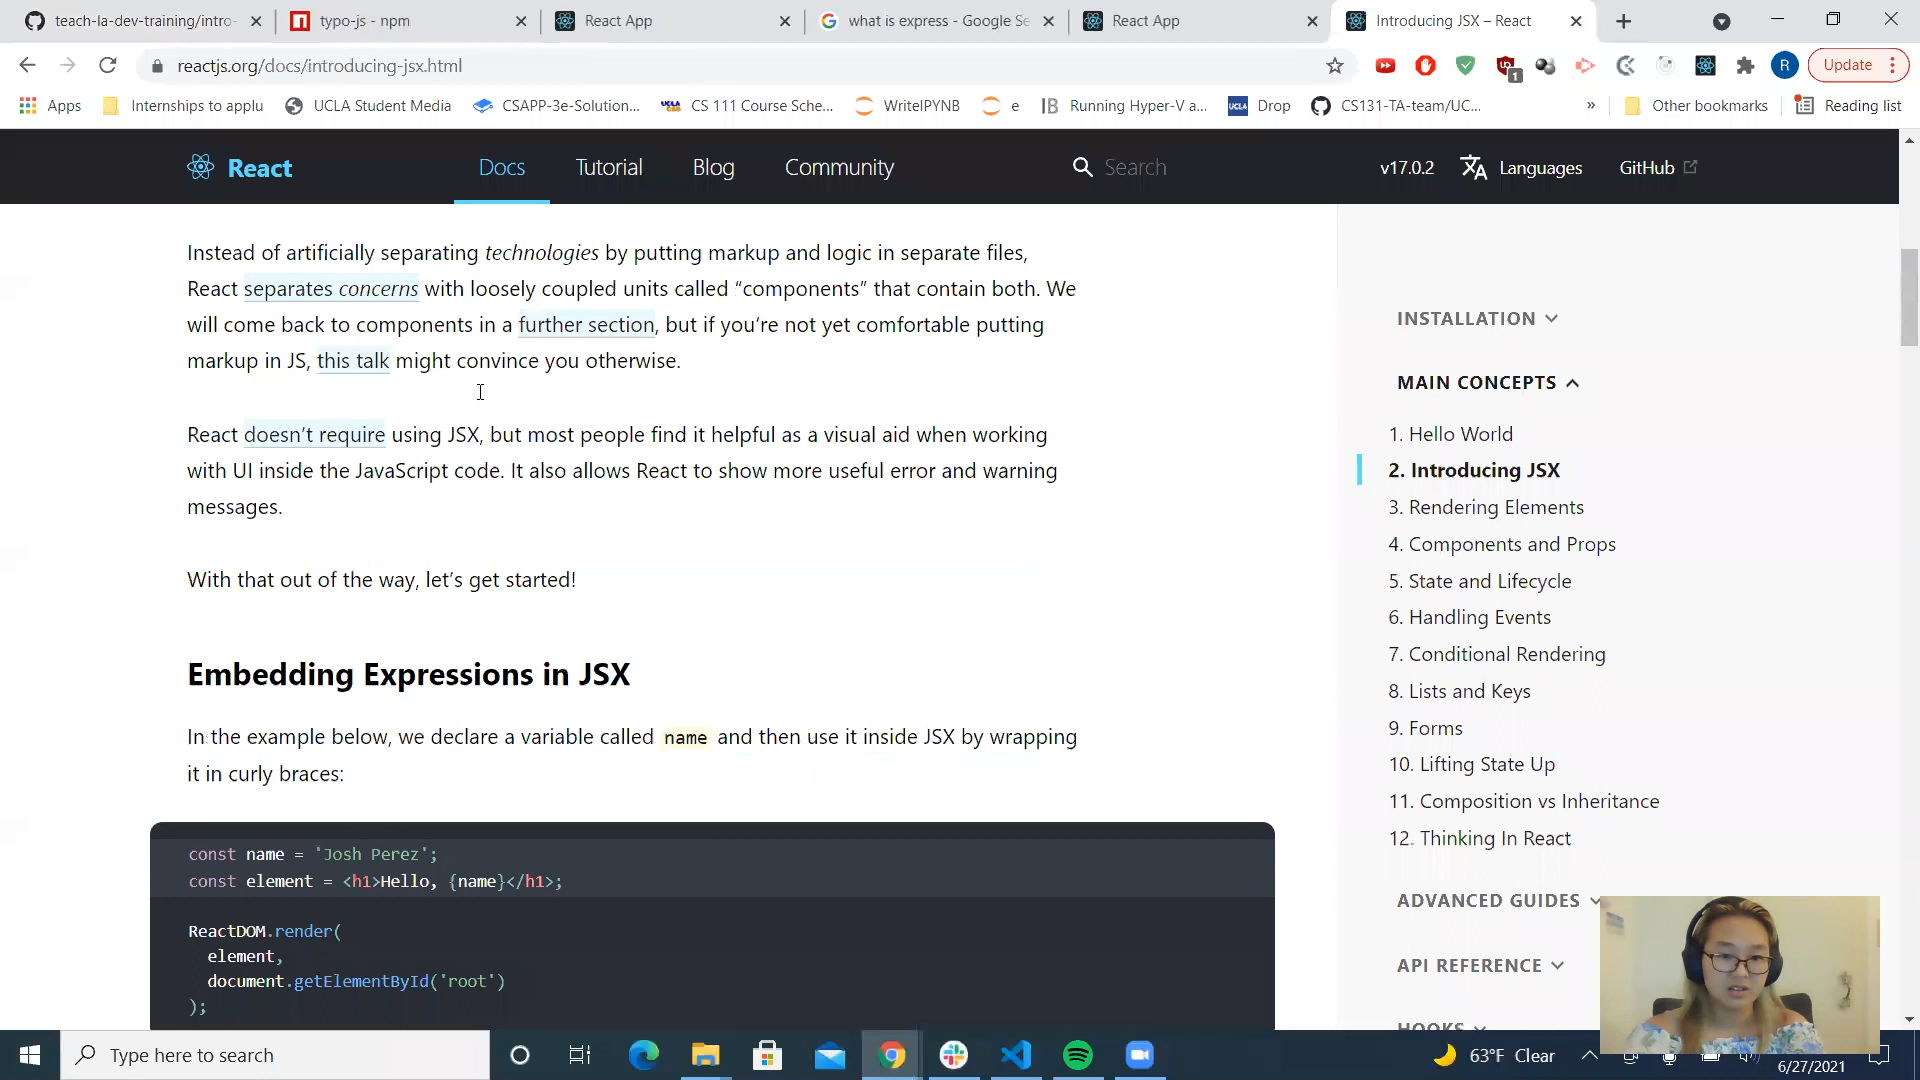 teach-la-dev-training/intro-
typo-js - npm
React App
what is express - Google Se
React App
Introducing JSX – React
reactjs.org/docs/introducing-jsx.html
1
R
Update
Apps
Internships to applu
UCLA Student Media
CSAPP-3e-Solution...
CS 111 Course Sche...
WriteIPYNB
e
Running Hyper-V a...
Drop
CS131-TA-team/UC...
»
Other bookmarks
Reading list
React
Docs
Tutorial
Blog
Community
Search
v17.0.2
Languages
GitHub
Instead of artificially separating technologies by putting markup and logic in separate files,
React separates concerns with loosely coupled units called “components” that contain both. We
will come back to components in a further section, but if you’re not yet comfortable putting
markup in JS, this talk might convince you otherwise.
React doesn’t require using JSX, but most people find it helpful as a visual aid when working
with UI inside the JavaScript code. It also allows React to show more useful error and warning
messages.
With that out of the way, let’s get started!
Embedding Expressions in JSX
In the example below, we declare a variable called name and then use it inside JSX by wrapping
it in curly braces:
const name = 'Josh Perez';
const element = <h1>Hello, {name}</h1>;
ReactDOM.render(
element,
document.getElementById('root')
);
INSTALLATION
MAIN CONCEPTS
1. Hello World
2. Introducing JSX
3. Rendering Elements
4. Components and Props
5. State and Lifecycle
6. Handling Events
7. Conditional Rendering
8. Lists and Keys
9. Forms
10. Lifting State Up
11. Composition vs Inheritance
12. Thinking In React
ADVANCED GUIDES
API REFERENCE
HOOKS
Type here to search
63°F Clear
6/27/2021